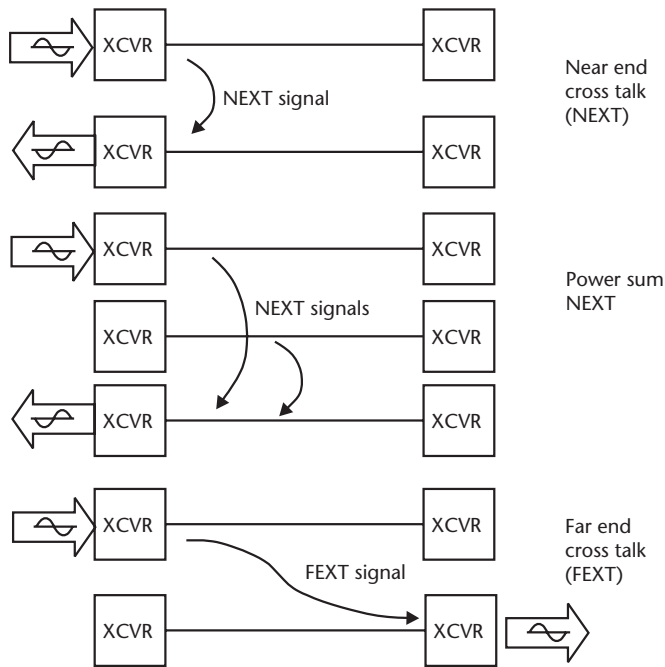 XCVR
XCVR
Near end
cross talk
(NEXT)
NEXT signal
XCVR
XCVR
XCVR
XCVR
Power sum
NEXT
NEXT signals
XCVR
XCVR
XCVR
XCVR
XCVR
XCVR
Far end
cross talk
(FEXT)
FEXT signal
XCVR
XCVR